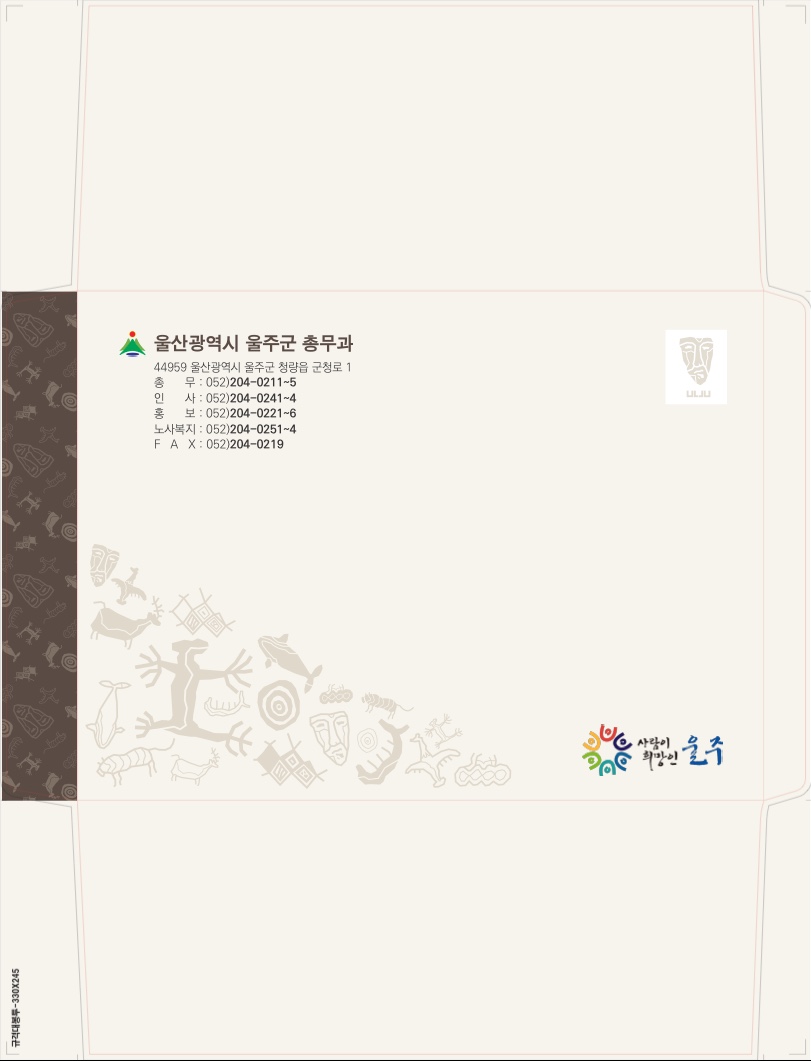 울산광역시 울주군 총무과
44959 울산광역시 울주군 청량읍 군청로 1
총 무 : 052)204-0211~5
인 사 : 052)204-0241~4
홍 보 : 052)204-0221~6
노사복지 : 052)204-0251~4
F A X : 052)204-0219
ULJU
사람이
희망인 울주
규격대봉투-330X245